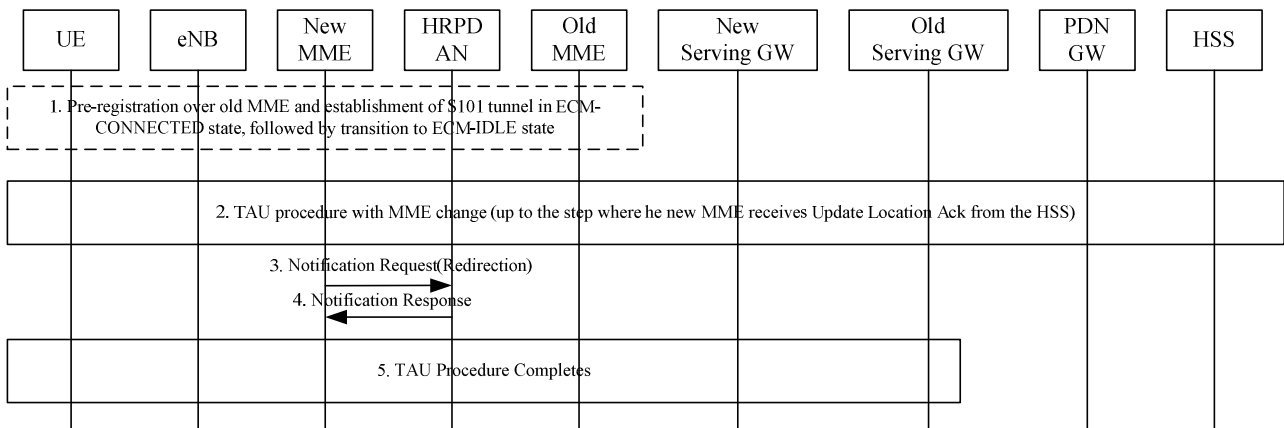 UE
eNB
New
MME
HRPD
AN
Old
MME
New
Serving GW
Old
Serving GW
PDN
GW
HSS
1. Pre-registration over old MME and establishment of S101 tunnel in ECM-
CONNECTED state, followed by transition to ECM-IDLE state
2. TAU procedure with MME change (up to the step where he new MME receives Update Location Ack from the HSS)
3. Notification Request (Redirection)
4. Notification Response
5. TAU Procedure Completes